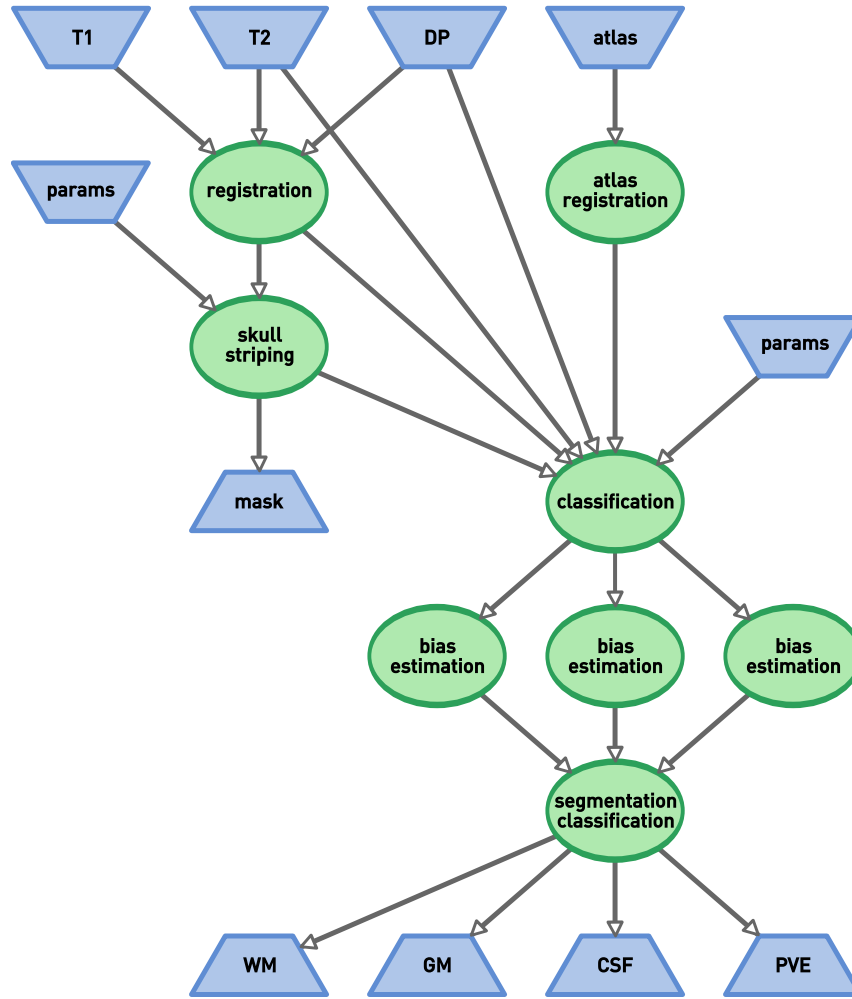 T1
T2
DP
atlas
params
registration
atlas
registration
skull
striping
params
mask
classification
bias
estimation
bias
estimation
bias
estimation
segmentation
classification
WM
GM
CSF
PVE